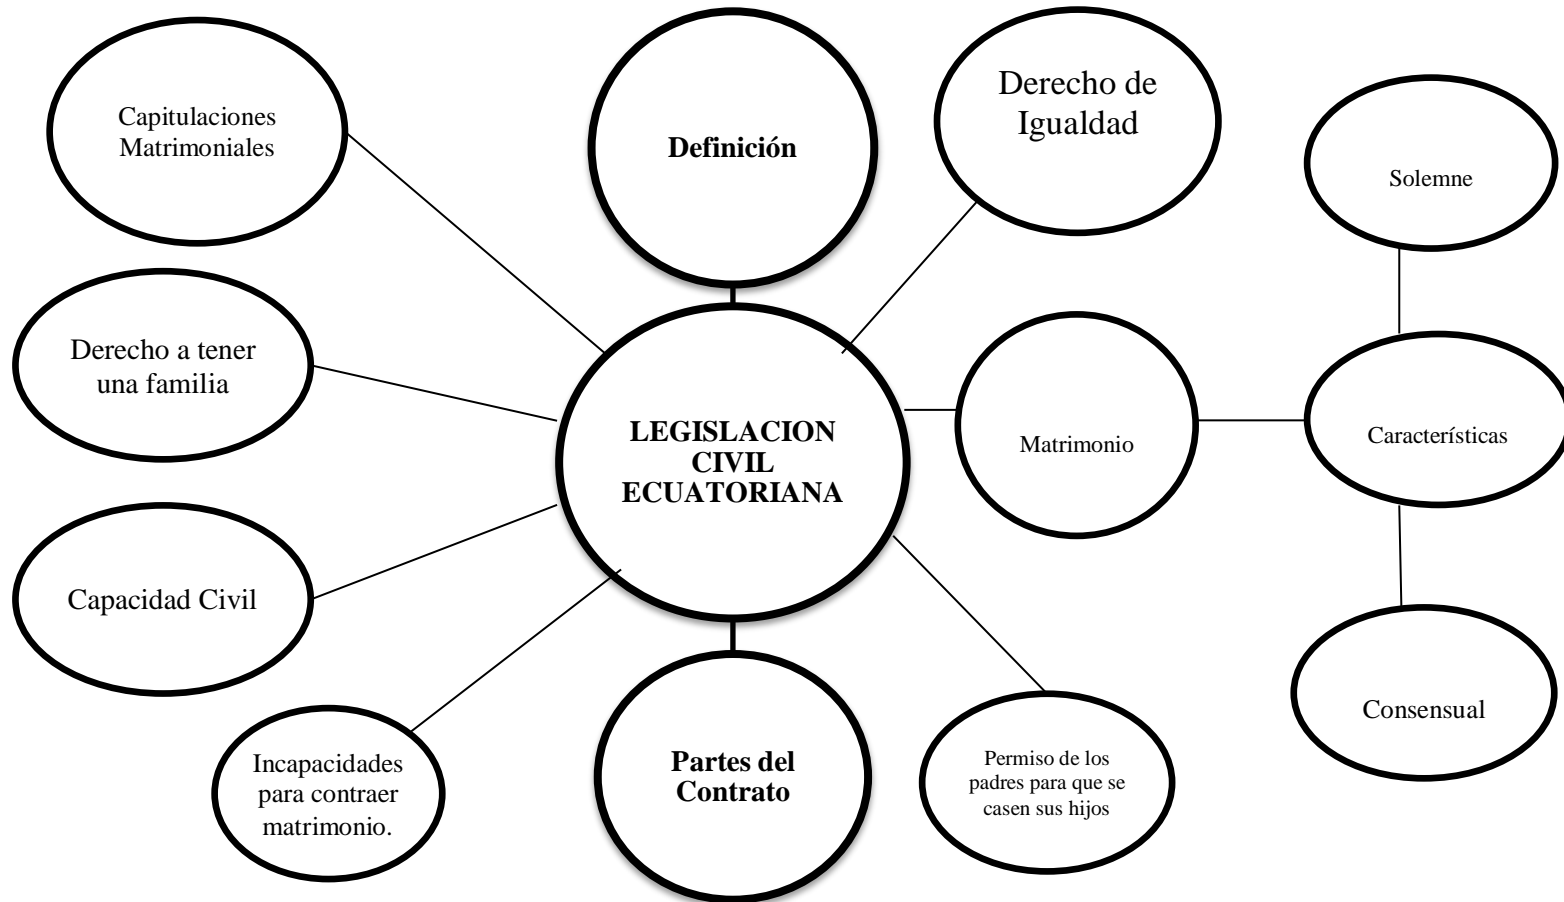 Capitulaciones
Matrimoniales
Definición
Derecho de
Igualdad
Solemne
Derecho a tener
una familia
LEGISLACION
CIVIL
ECUATORIANA
Matrimonio
Características
Capacidad Civil
Consensual
Incapacidades
para contraer
matrimonio.
Partes del
Contrato
Permiso de los
padres para que se
casen sus hijos